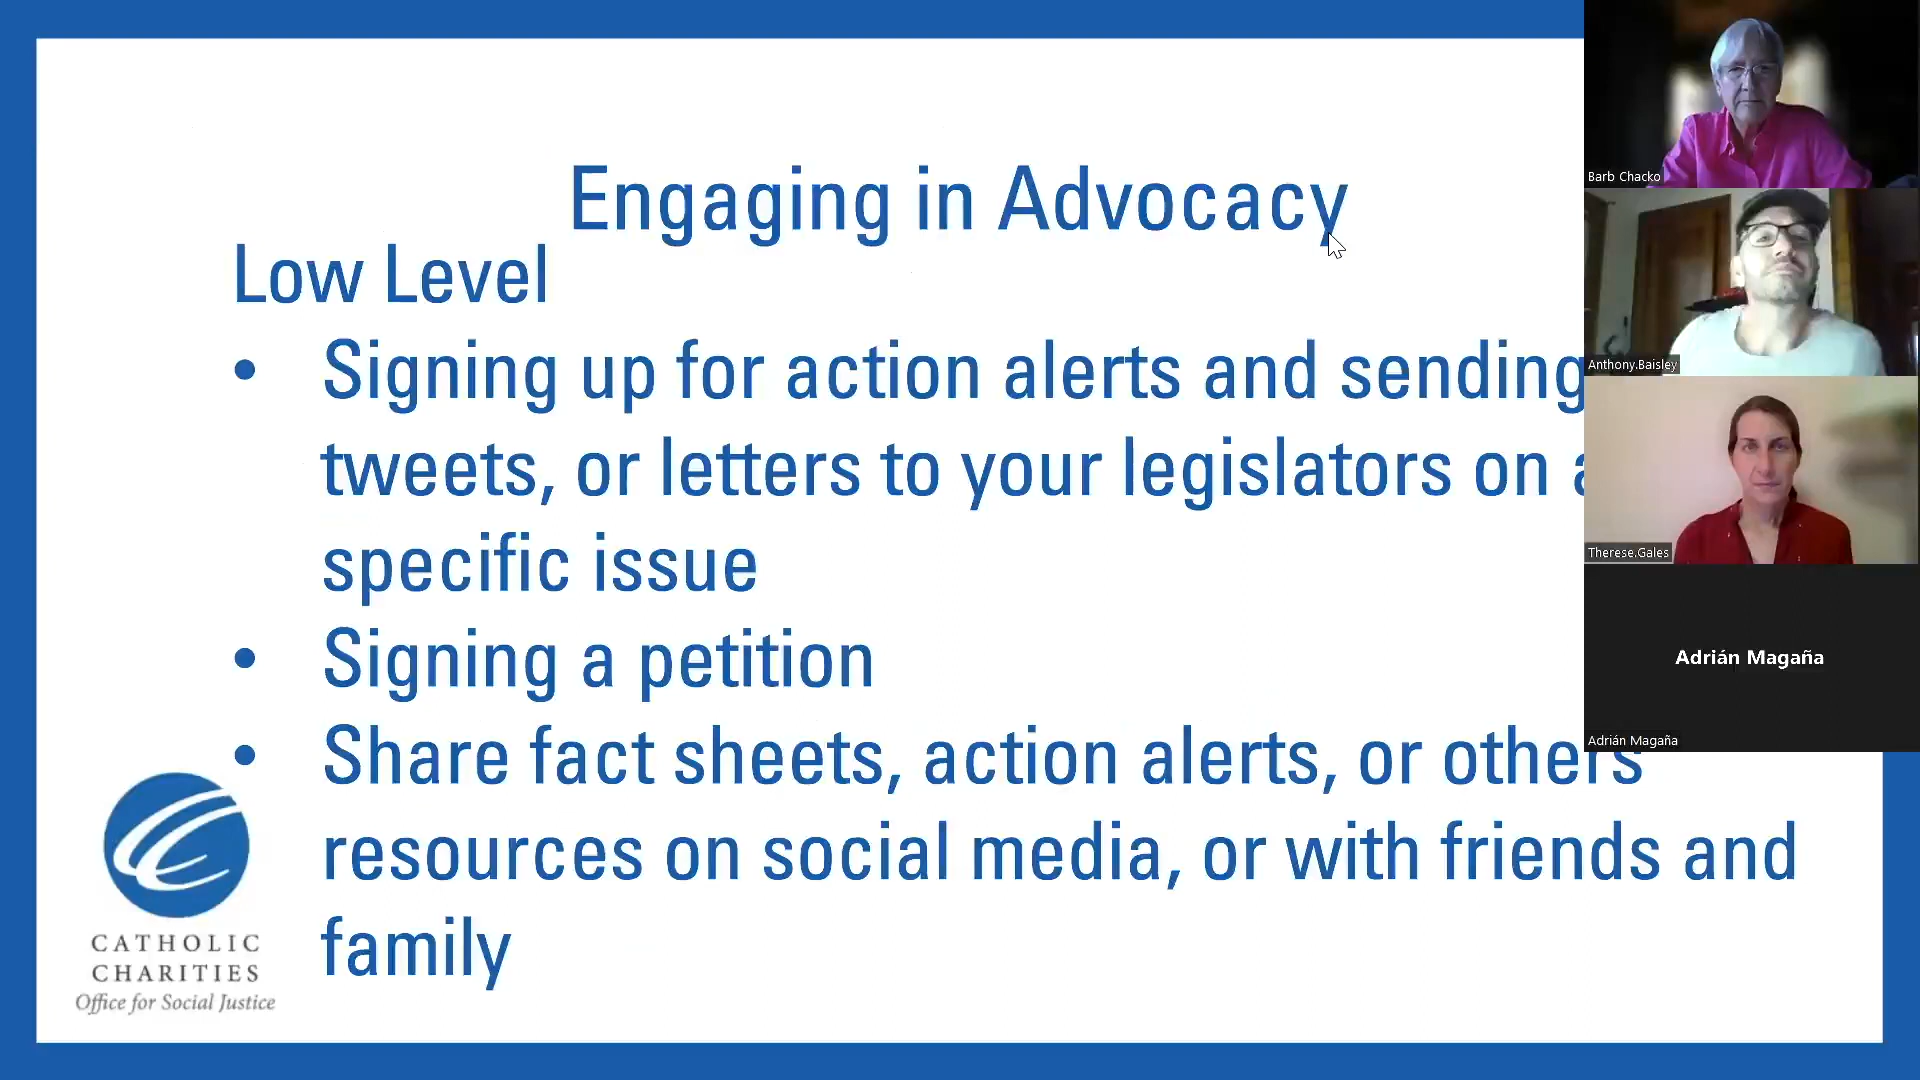 Engaging in Advocacy
Low Level
• Signing up for action alerts and sending
tweets, or letters to your legislators on
specific issue
• Signing a petition
• Share fact sheets, action alerts, or others
resources on social media, or with friends and
family
CATHOLIC
CHARITIES
Office for Social Justice
Barb Chacko
Anthony.Baisley
Therese.Gales
Adrián Magaña
Adrián Magaña